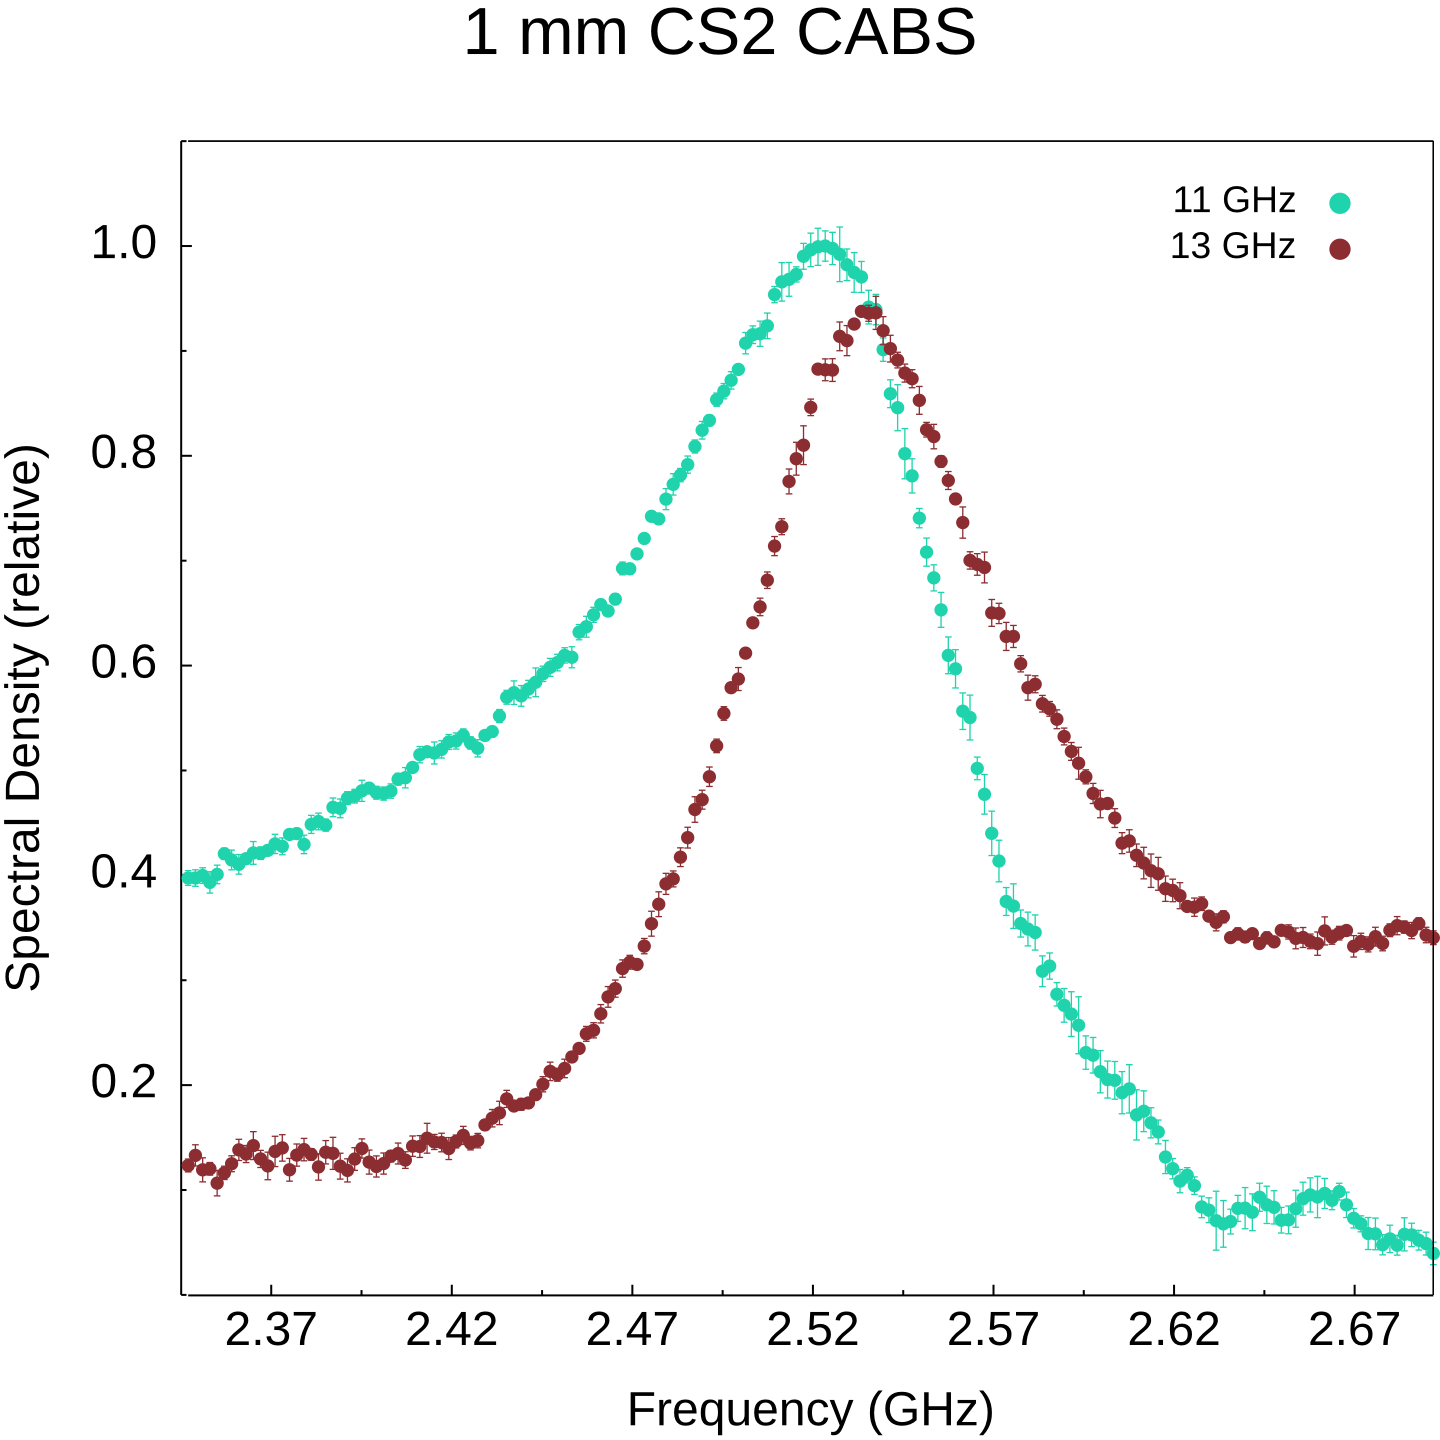 1 mm CS2 CABS
11 GHz
13 GHz
1.0
0.8
0.6
0.4
0.2
Spectral Density (relative)
2.37 2.42 2.47 2.52 2.57 2.62 2.67
Frequency (GHz)